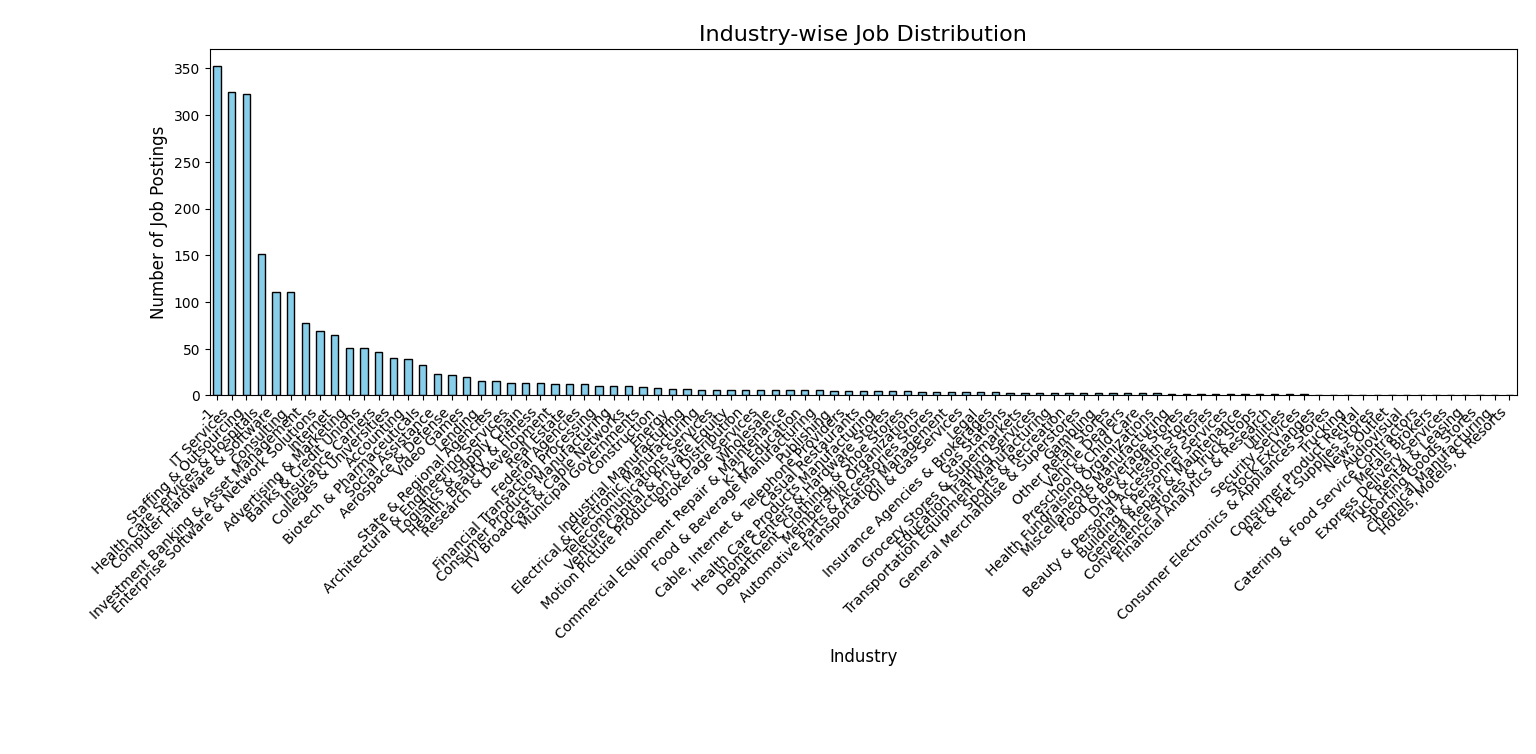 Industry-wise Job Distribution
Number of Job Postings
350
300
250
200
150
100
50
0
-1
IT Services
Staffing & Outsourcing
Health Care Services & Hospitals
Computer Hardware & Software
Consulting
Investment Banking & Asset Management
Enterprise Software & Network Solutions
Internet
Advertising & Marketing
Banks & Credit Unions
Insurance Carriers
Colleges & Universities
Accounting
Biotech & Pharmaceuticals
Social Assistance
Aerospace & Defense
Video Games
Lending
State & Regional Agencies
Architectural & Engineering Services
Logistics & Supply Chain
Health, Beauty, & Fitness
Research & Development
Real Estate
Federal Agencies
Financial Transaction Processing
Consumer Products Manufacturing
TV Broadcast & Cable Networks
Municipal Governments
Construction
Energy
Industrial Manufacturing
Electrical & Electronic Manufacturing
Telecommunications Services
Venture Capital & Private Equity
Motion Picture Production & Distribution
Brokerage Services
Wholesale
Commercial Equipment Repair & Maintenance
K-12 Education
Food & Beverage Manufacturing
Publishing
Cable, Internet & Telephone Providers
Casual Restaurants
Health Care Products Manufacturing
Home Centers & Hardware Stores
Department, Clothing, & Shoe Stores
Membership Organizations
Automotive Parts & Accessories Stores
Transportation Management
Oil & Gas Services
Legal
Insurance Agencies & Brokerages
Gas Stations
Grocery Stores & Supermarkets
Education Training Services
Transportation Equipment Manufacturing
Sports & Recreation
General Merchandise & Superstores
Gambling
Other Retail Stores
Vehicle Dealers
Preschool & Child Care
Health Fundraising Organizations
Miscellaneous Manufacturing
Food & Beverage Stores
Drug & Health Stores
Beauty & Personal Accessories Stores
Building & Personnel Services
General Repair & Maintenance
Convenience Stores & Truck Stops
Financial Analytics & Research
Utilities
Security Services
Stock Exchanges
Consumer Electronics & Appliances Stores
Trucking
Consumer Product Rental
Pet & Pet Supplies Stores
News Outlet
Audiovisual
Catering & Food Service Contractors
Metals Brokers
Express Delivery Services
Truck Rental & Leasing
Sporting Goods Stores
Chemical Manufacturing
Hotels, Motels, & Resorts
Industry